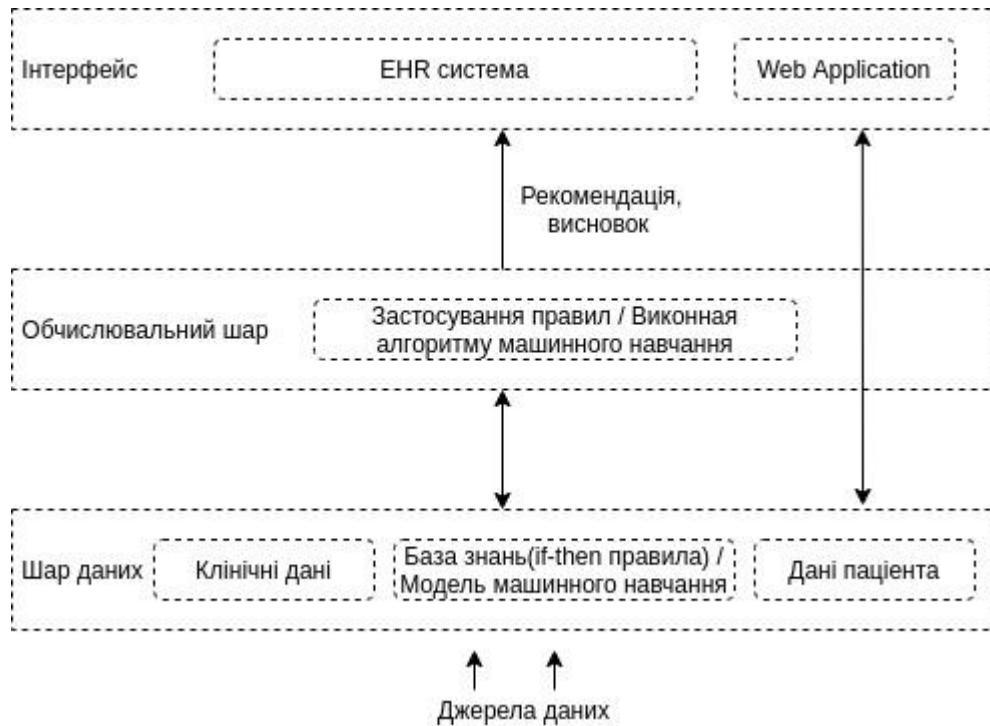 Інтерфейс
EHR система
Web Application
Рекомендація,
висновок
Обчислювальний шар
Застосування правил / Виконная
алгоритму машинного навчання
Шар даних
Клінічні дані
База знань(if-then правила) /
Модель машинного навчання
Дані пацієнта
Джерела даних